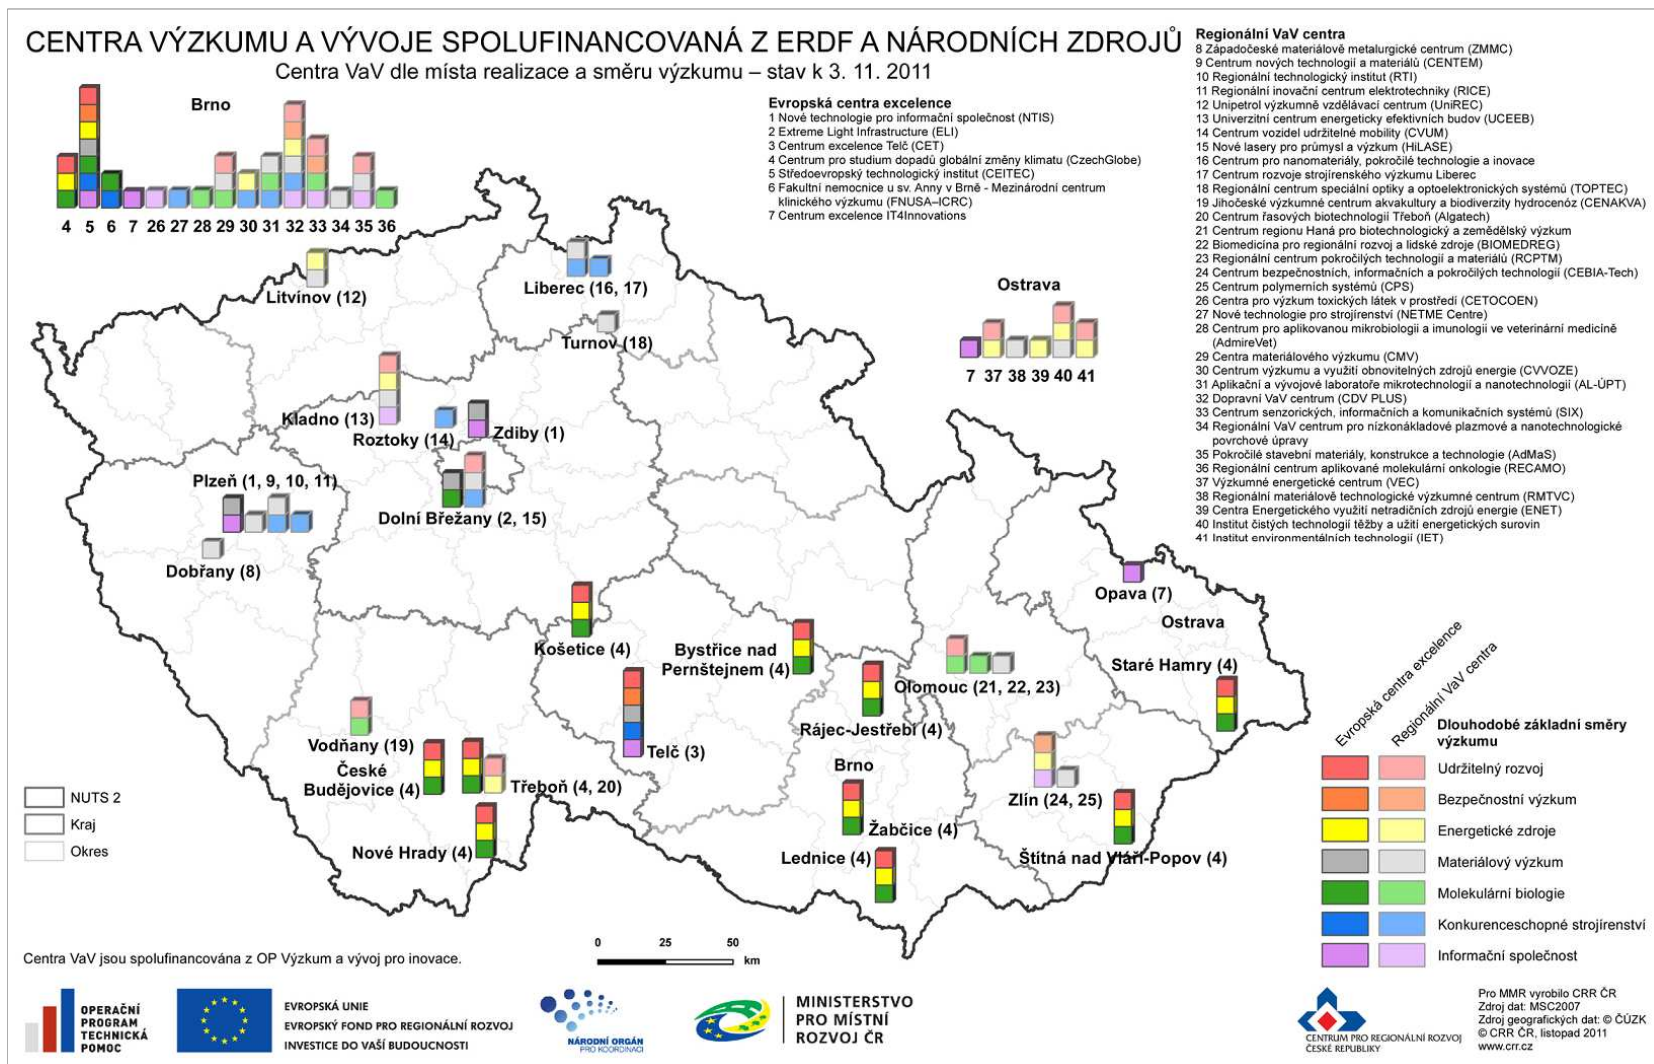 CENTRA VÝZKUMU A VÝVOJE SPOLUFINANCOVANÁ Z ERDF A NÁRODNÍCH ZDROJŮ
Centra VaV dle místa realizace a směru výzkumu – stav k 3. 11. 2011
Brno
4 5 6 7 26 27 28 29 30 31 32 33 34 35 36
Evropská centra excelence
1 Nové technologie pro informační společnost (NTIS)
2 Extreme Light Infrastructure (ELI)
3 Centrum excelence Telč (CET)
4 Centrum pro studium dopadů globální změny klimatu (CzechGlobe)
5 Středoevropský technologický institut (CEITEC)
6 Fakultní nemocnice u sv. Anny v Brně - Mezinárodní centrum
klinického výzkumu (FNUSA–ICRC)
7 Centrum excelence IT4Innovations
Regionální VaV centra
8 Západočeské materiálově metalurgické centrum (ZMMC)
9 Centrum nových technologií a materiálů (CENTEM)
10 Regionální technologický institut (RTI)
11 Regionální inovační centrum elektrotechniky (RICE)
12 Unipetrol výzkumně vzdělávací centrum (UniREC)
13 Univerzitní centrum energeticky efektivních budov (UCEEB)
14 Centrum vozidel udržitelné mobility (CVUM)
15 Nové lasery pro průmysl a výzkum (HiLASE)
16 Centrum pro nanomateriály, pokročilé technologie a inovace
17 Centrum rozvoje strojírenského výzkumu Liberec
18 Regionální centrum speciální optiky a optoelektronických systémů (TOPTEC)
19 Jihočeské výzkumné centrum akvakultury a biodiverzity hydrocenóz (CENAKVA)
20 Centrum řasových biotechnologií Třeboň (Algatech)
21 Centrum regionu Haná pro biotechnologický a zemědělský výzkum
22 Biomedicína pro regionální rozvoj a lidské zdroje (BIOMEDREG)
23 Regionální centrum pokročilých technologií a materiálů (RCPTM)
24 Centrum bezpečnostních, informačních a pokročilých technologií (CEBIA-Tech)
25 Centrum polymerních systémů (CPS)
26 Centra pro výzkum toxických látek v prostředí (CETOCOEN)
27 Nové technologie pro strojírenství (NETME Centre)
28 Centrum pro aplikovanou mikrobiologii a imunologii ve veterinární medicíně
(AdmireVet)
29 Centra materiálového výzkumu (CMV)
30 Centrum výzkumu a využití obnovitelných zdrojů energie (CVVOZE)
31 Aplikační a vývojové laboratoře mikrotechnologií a nanotechnologií (AL-ÚPT)
32 Dopravní VaV centrum (CDV PLUS)
33 Centrum senzorických, informačních a komunikačních systémů (SIX)
34 Regionální VaV centrum pro nízkonákladové plazmové a nanotechnologické
povrchové úpravy
35 Pokročilé stavební materiály, konstrukce a technologie (AdMaS)
36 Regionální centrum aplikované molekulární onkologie (RECAMO)
37 Výzkumné energetické centrum (VEC)
38 Regionální materiálově technologické výzkumné centrum (RMTVC)
39 Centra Energetického využití netradičních zdrojů energie (ENET)
40 Institut čistých technologií těžby a užití energetických surovin
41 Institut environmentálních technologií (IET)
Litvínov (12)
Liberec (16, 17)
Turnov (18)
Ostrava
7 37 38 39 40 41
Kladno (13)
Roztoky (14)
Zdiby (1)
Plzeň (1, 9, 10, 11)
Dolní Břežany (2, 15)
Dobřany (8)
Opava (7)
Ostrava
Košetice (4)
Bystřice nad
Pernštejnem (4)
Olomouc (21, 22, 23)
Staré Hamry (4)
Rájec-Jestřebí (4)
Vodňany (19)
Telč (3)
České
Budějovice (4)
Třeboň (4, 20)
Brno
Zlín (24, 25)
Žabčice (4)
Nové Hrady (4)
Lednice (4)
Štítná nad Vláří-Popov (4)
NUTS 2
Kraj
Okres
Evropská centra excelence
Regionální VaV centra
Dlouhodobé základní směry
výzkumu
Udržitelný rozvoj
Bezpečnostní výzkum
Energetické zdroje
Materiálový výzkum
Molekulární biologie
Konkurenceschopné strojírenství
Informační společnost
0 25 50
km
Centra VaV jsou spolufinancována z OP Výzkum a vývoj pro inovace.
OPERAČNÍ
PROGRAM
TECHNICKÁ
POMOC
EVROPSKÁ UNIE
EVROPSKÝ FOND PRO REGIONÁLNÍ ROZVOJ
INVESTICE DO VAŠÍ BUDOUCNOSTI
NÁRODNÍ ORGÁN
PRO KOORDINACI
MINISTERSTVO
PRO MÍSTNÍ
ROZVOJ ČR
CENTRUM PRO REGIONÁLNÍ ROZVOJ
ČESKÉ REPUBLIKY
Pro MMR vyrobilo CRR ČR
Zdroj dat: MSC2007
Zdroj geografických dat: © ČÚZK
© CRR ČR, listopad 2011
www.crr.cz